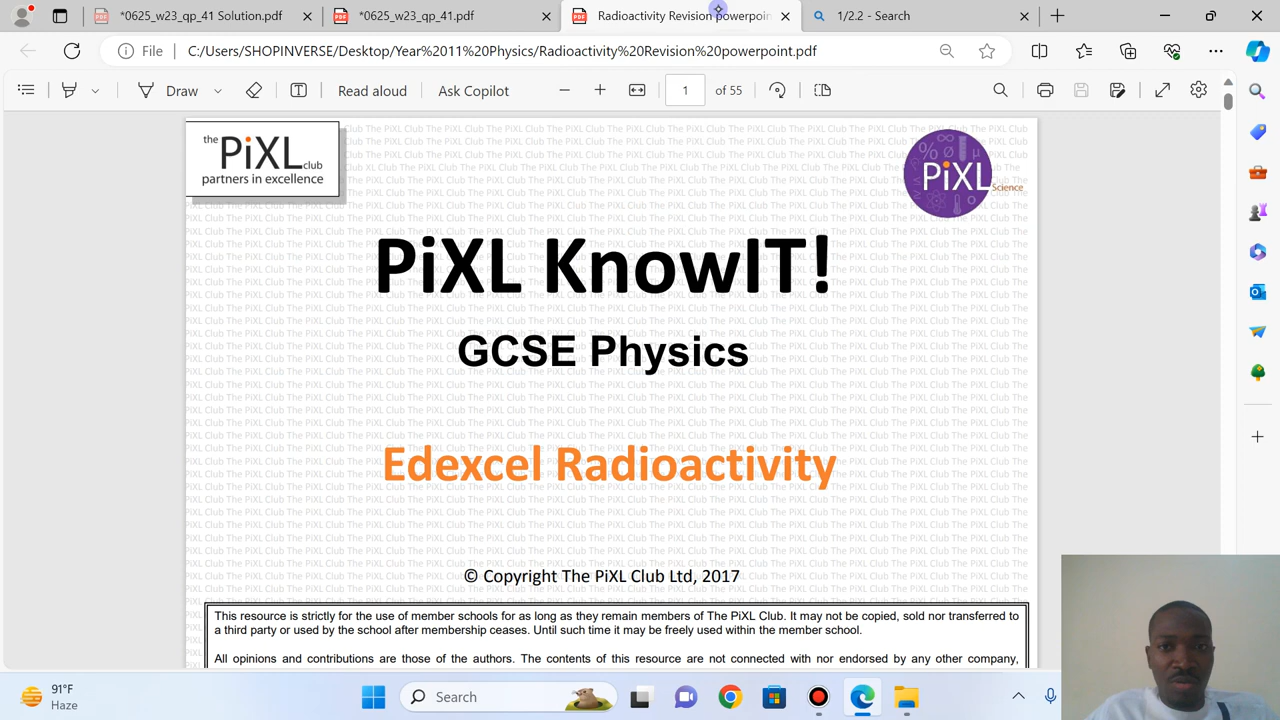 *0625_w23_qp_41 Solution.pdf
*0625_w23_qp_41.pdf
Radioactivity Revision powerpoin
1/2.2 - Search
File
C:/Users/SHOPINVERSE/Desktop/Year%2011%20Physics/Radioactivity%20Revision%20powerpoint.pdf
Draw
Read aloud
Ask Copilot
1 of 55
the PiXL club
partners in excellence
PiXL Science
PiXL KnowIT!
GCSE Physics
Edexcel Radioactivity
© Copyright The PiXL Club Ltd, 2017
This resource is strictly for the use of member schools for as long as they remain members of The PiXL Club. It may not be copied, sold nor transferred to
a third party or used by the school after membership ceases. Until such time it may be freely used within the member school.
All opinions and contributions are those of the authors. The contents of this resource are not connected with nor endorsed by any other company,
91°F
Haze
Search